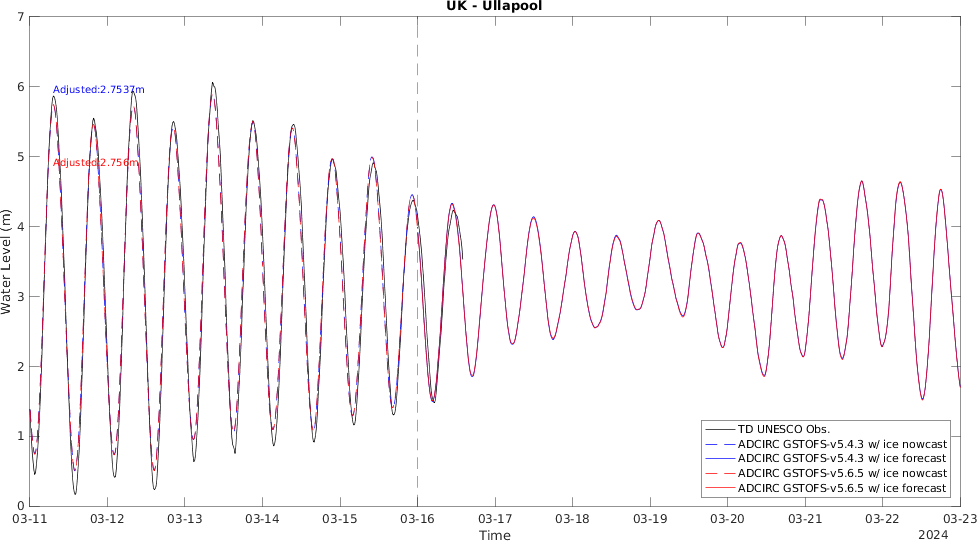 UK - Ullapool
7
6
5
4
3
2
1
0
Water Level (m)
Adjusted:2.7537m
Adjusted:2.756m
TD UNESCO Obs.
ADCIRC GSTOFS-v5.4.3 w/ ice nowcast
ADCIRC GSTOFS-v5.4.3 w/ ice forecast
ADCIRC GSTOFS-v5.6.5 w/ ice nowcast
ADCIRC GSTOFS-v5.6.5 w/ ice forecast
03-11 03-12 03-13 03-14 03-15 03-16 03-17 03-18 03-19 03-20 03-21 03-22 03-23
Time
2024